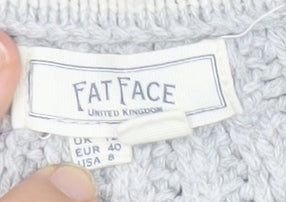 FAT FACE
UNITED KINGDOM
UK
EUR 40
USA 8